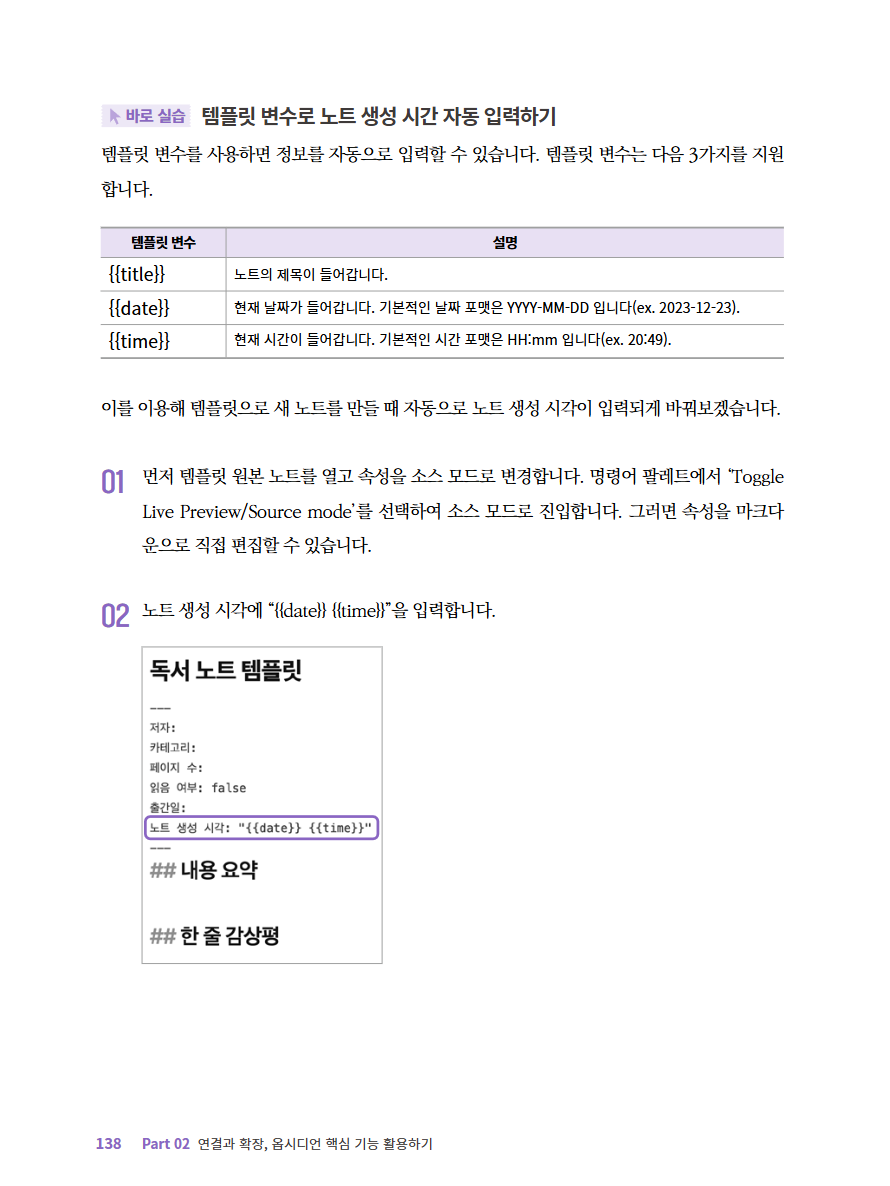 바로 실습 템플릿 변수로 노트 생성 시간 자동 입력하기
템플릿 변수를 사용하면 정보를 자동으로 입력할 수 있습니다. 템플릿 변수는 다음 3가지를 지원
합니다.
템플릿 변수 설명
{{title}} 노트의 제목이 들어갑니다.
{{date}} 현재 날짜가 들어갑니다. 기본적인 날짜 포맷은 YYYY-MM-DD 입니다(ex. 2023-12-23).
{{time}} 현재 시간이 들어갑니다. 기본적인 시간 포맷은 HH:mm 입니다(ex. 20:49).
이를 이용해 템플릿으로 새 노트를 만들 때 자동으로 노트 생성 시각이 입력되게 바꿔보겠습니다.
01 먼저 템플릿 원본 노트를 열고 속성을 소스 모드로 변경합니다. 명령어 팔레트에서 ‘Toggle
Live Preview/Source mode’를 선택하여 소스 모드로 진입합니다. 그러면 속성을 마크다
운으로 직접 편집할 수 있습니다.
02 노트 생성 시각에 “{{date}} {{time}}”을 입력합니다.
독서 노트 템플릿
---
저자:
카테고리:
페이지 수:
읽음 여부: false
출간일:
노트 생성 시각: "{{date}} {{time}}"
---
## 내용 요약
## 한 줄 감상평
138 Part 02 연결과 확장, 옵시디언 핵심 기능 활용하기